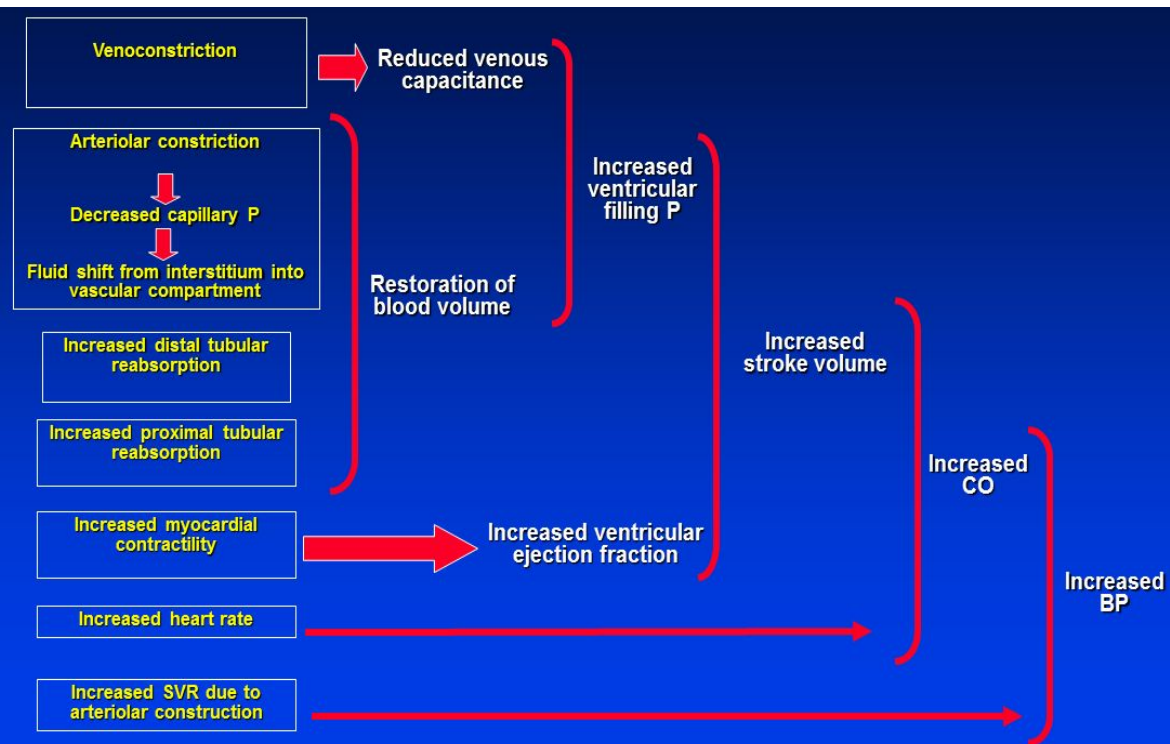 Venoconstriction
Reduced venous
capacitance
Arteriolar constriction
Decreased capillary P
Fluid shift from interstitium into
vascular compartment
Increased
ventricular
filling P
Restoration of
blood volume
Increased distal tubular
reabsorption
Increased
stroke volume
Increased proximal tubular
reabsorption
Increased
CO
Increased myocardial
contractility
Increased ventricular
ejection fraction
Increased
BP
Increased heart rate
Increased SVR due to
arteriolar construction